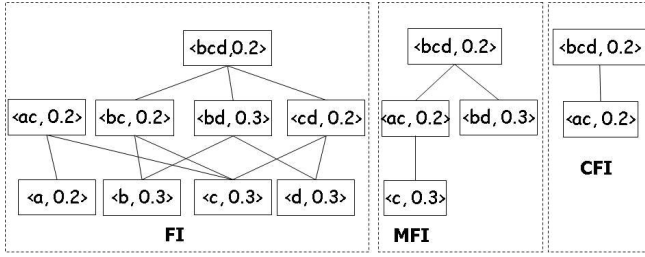 <bcd,0.2>
<ac, 0.2> <bc, 0.2> <bd, 0.3> <cd, 0.2>
<a, 0.2> <b, 0.3> <c, 0.3> <d, 0.3>
FI
<bcd, 0.2>
<ac, 0.2> <bd, 0.3>
<c, 0.3>
MFI
<bcd, 0.2>
<ac, 0.2>
CFI